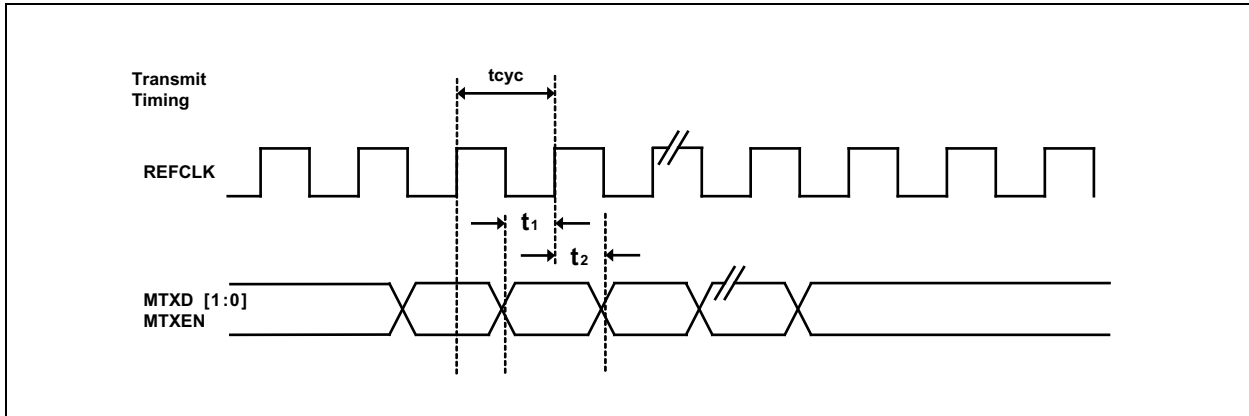 Transmit
Timing
tcyc
REFCLK
t1
t2
MTXD [1:0]
MTXEN